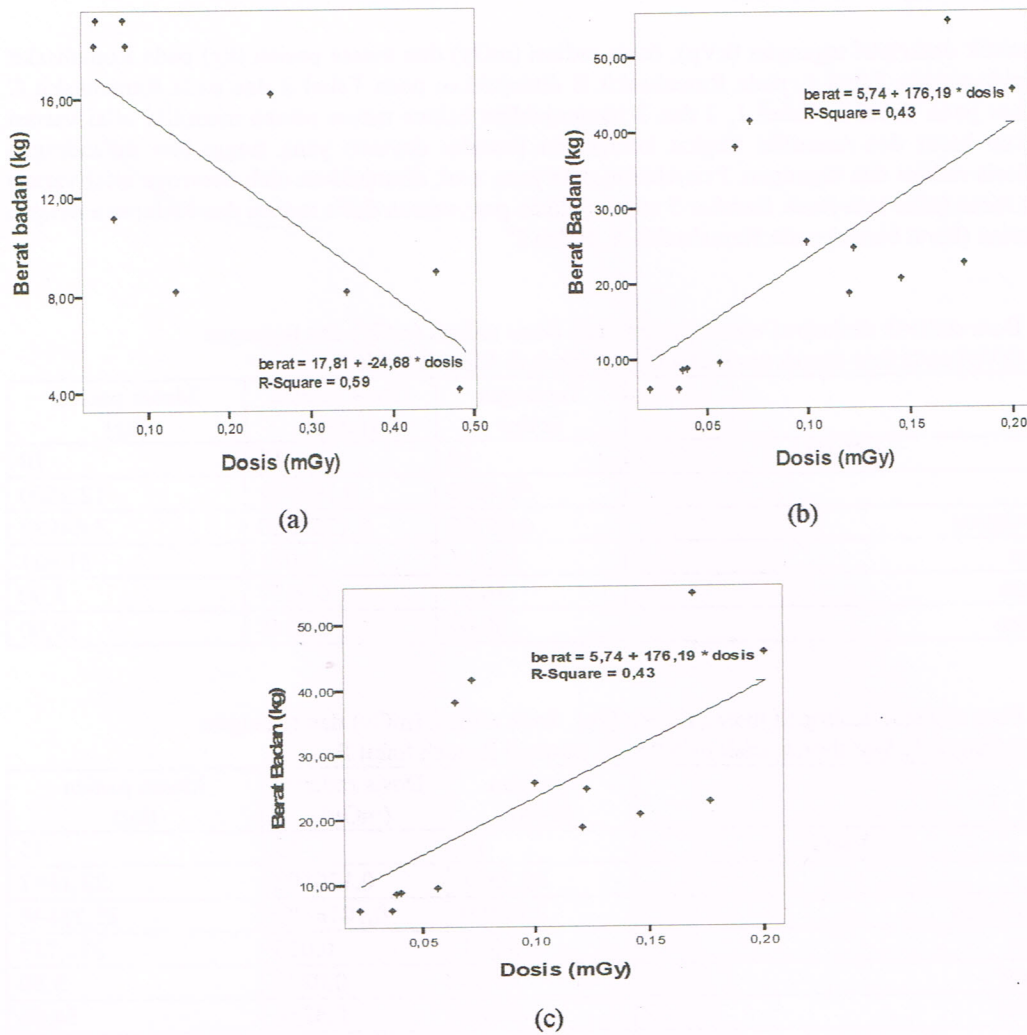 Berat badan (kg)
16,00
12,00
8,00
4,00
berat = 17,81 + -24,68 * dosis
R-Square = 0,59
0,10
0,20
0,30
0,40
0,50
Dosis (mGy)
(a)
Berat Badan (kg)
50,00
40,00
30,00
20,00
10,00
berat = 5,74 + 176,19 * dosis
R-Square = 0,43
0,05
0,10
0,15
0,20
Dosis (mGy)
(b)
Berat Badan (kg)
50,00
40,00
30,00
20,00
10,00
berat = 5,74 + 176,19 * dosis
R-Square = 0,43
0,05
0,10
0,15
0,20
Dosis (mGy)
(c)